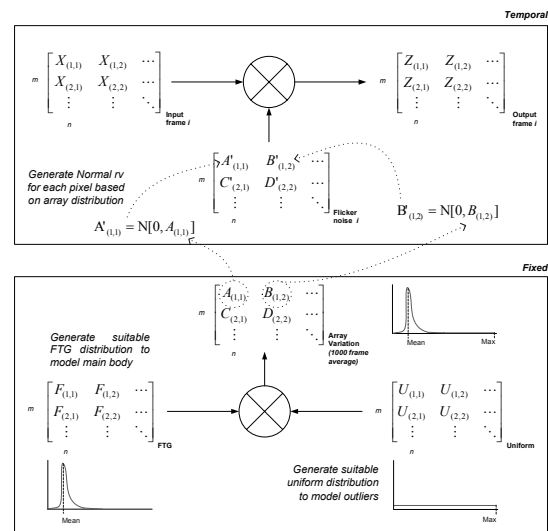 Temporal
X(1,1) X(1,2) ⋯
X(2,1) X(2,2) ⋯
⋮ ⋮ ⋱
m
n
Input
frame i
Z(1,1) Z(1,2) ⋯
Z(2,1) Z(2,2) ⋯
⋮ ⋮ ⋱
m
n
Output
frame i
Generate Normal rv
for each pixel based
on array distribution
A'(1,1) B'(1,2) ⋯
C'(2,1) D'(2,2) ⋯
⋮ ⋮ ⋱
m
n
Flicker
noise i
A'(1,1) = N[0, A(1,1)]
B'(1,2) = N[0, B(1,2)]
Fixed
A(1,1) B(1,2) ⋯
C(2,1) D(2,2) ⋯
⋮ ⋮ ⋱
m
n
Array
Variation
(1000 frame
average)
Mean Max
Generate suitable
FTG distribution to
model main body
F(1,1) F(1,2) ⋯
F(2,1) F(2,2) ⋯
⋮ ⋮ ⋱
m
n
FTG
U(1,1) U(1,2) ⋯
U(2,1) U(2,2) ⋯
⋮ ⋮ ⋱
m
n
Uniform
Mean
Generate suitable
uniform distribution
to model outliers
Max